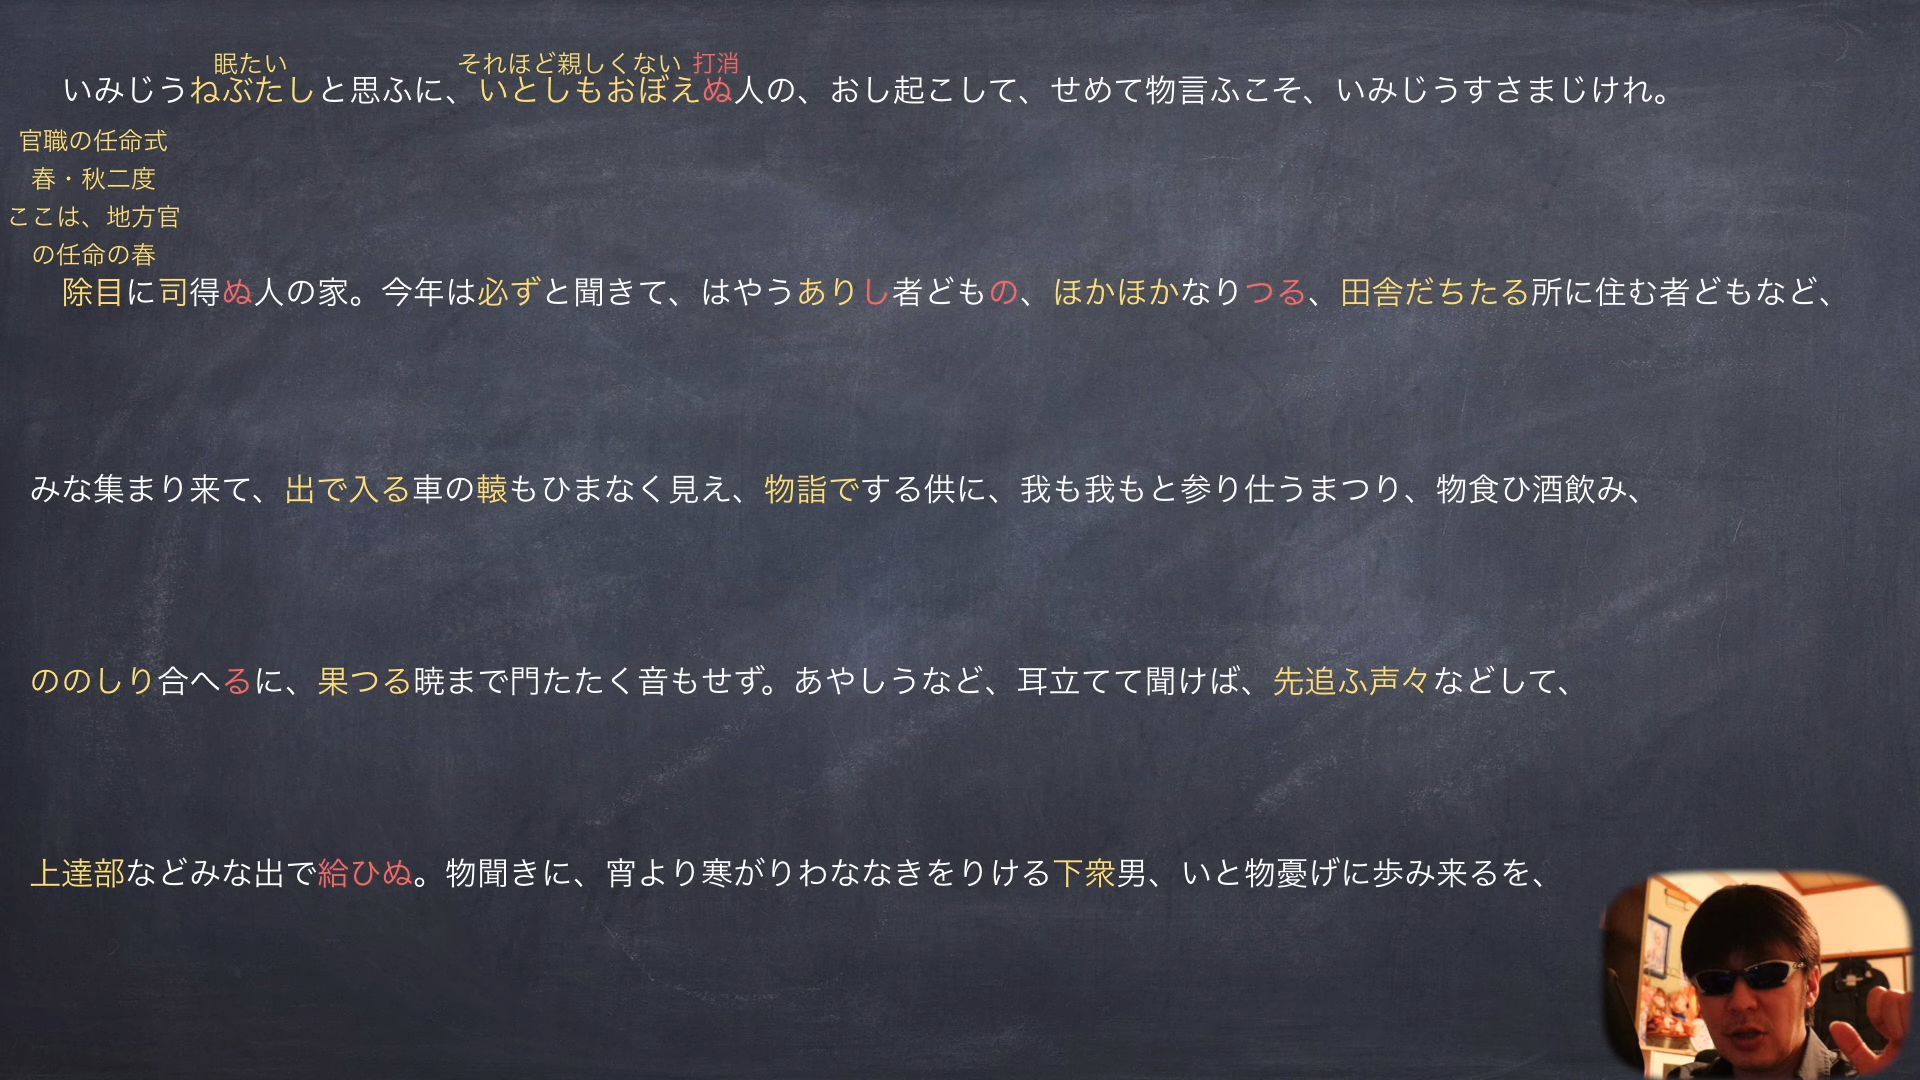 眠たい それほど親しくない 打消
いみじうねぶたしと思ふに、いとしもおぼえぬ人の、おし起こして、せめて物言ふこそ、いみじうすさまじけれ。
官職の任命式
春・秋二度
ここは、地方官
の任命の春
除目に司得ぬ人の家。今年は必ずと聞きて、はやうありし者どもの、ほかほかなりつる、田舎だちたる所に住む者どもなど、
みな集まり来て、出で入る車の轅もひまなく見え、物詣でする供に、我も我もと参り仕うまつり、物食ひ酒飲み、
ののしり合へるに、果つる暁まで門たたく音もせず。あやしうなど、耳立てて聞けば、先追ふ声々などして、
上達部などみな出で給ひぬ。物聞きに、宵より寒がりわななきをりける下衆男、いと物憂げに歩み来るを、